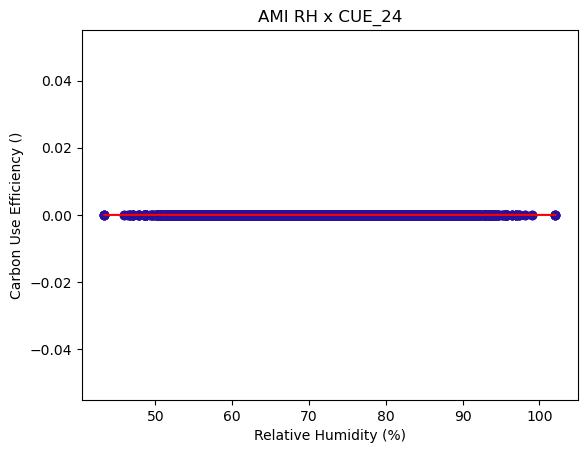 AMI RH x CUE_24
0.04
0.02
0.00
−0.02
−0.04
Carbon Use Efficiency ()
50 60 70 80 90 100
Relative Humidity (%)